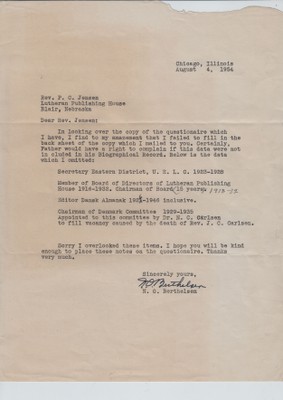 Chicago, Illinois
August 4, 1954
Rev. P. C. Jensen
Lutheran Publishing House
Blair, Nebraska
Dear Rev. Jensen:
In looking over the copy of the questionaire which
I have, I find to my amazement that I failed to fill in the
back sheet of the copy which I mailed to you. Certainly,
Father would have a right to complain if this data were not
in cluded in his Biographical Record. Below is the data
which I omitted:
Secretary Eastern District, U. E. L. C. 1922-1928
Member of Board of Directors of Lutheran Publishing
House 1916-1932. Chairman of Board 10 years,
Editor Dansk Almanak 1925-1946 inclusive.
Chairman of Denmark Committee 1929-1935
appointed to this committee by Dr. N. C. Carlsen
to fill vacancy caused by the death of Rev. J. C. Carlsen.
Sorry I overlooked these items. I hope you will be kind
enough to place these notes on the questionaire. Thanks
very much.
Sincerely yours,
H. G. Berthelsen